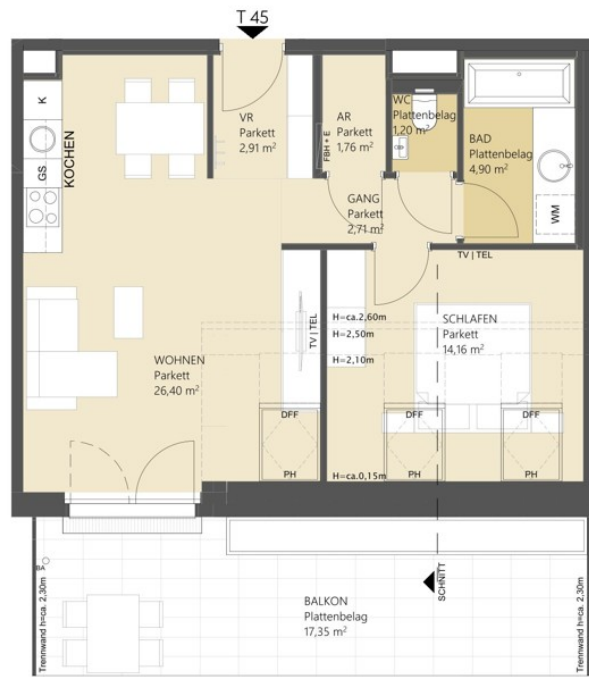 T 45
K
GS
KOCHEN
VR
Parkett
2,91 m²
FBH + E
AR
Parkett
1,76 m²
WC
Plattenbelag
1,20 m²
BAD
Plattenbelag
4,90 m²
WM
GANG
Parkett
2,71 m²
TV | TEL
TV | TEL
H=ca.2,60m
H=2,50m
H=2,10m
SCHLAFEN
Parkett
14,16 m²
WOHNEN
Parkett
26,40 m²
DFF
DFF
DFF
PH
PH
PH
H=ca.0,15m
BA
Trennwand h=ca. 2,30m
SCHNITT
BALKON
Plattenbelag
17,35 m²
Trennwand h=ca. 2,30m